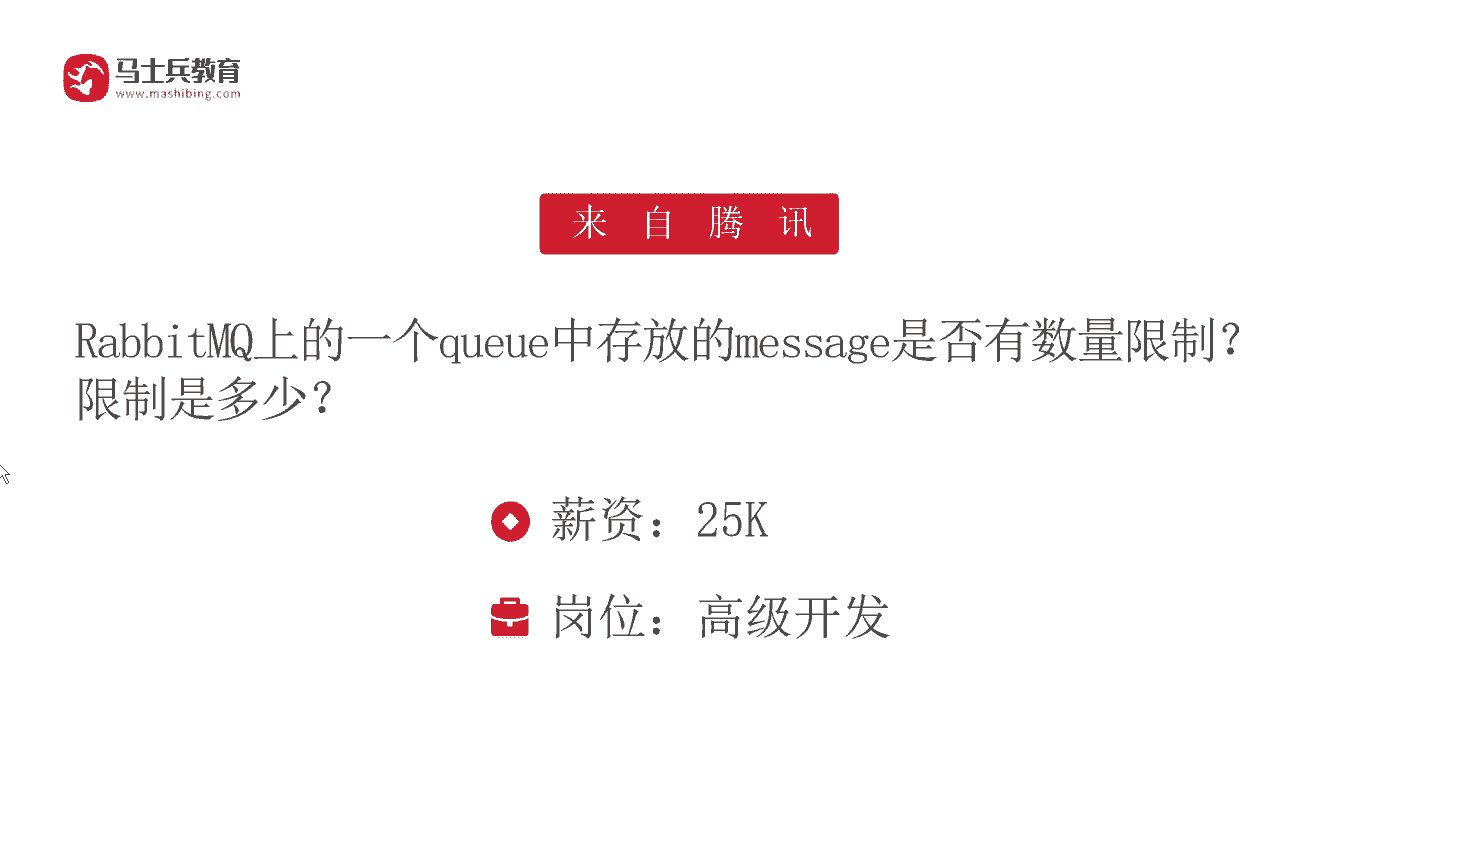 马士兵教育
www.mashibing.com
来自腾讯
RabbitMQ上的一个queue中存放的message是否有数量限制?
限制是多少?
薪资：25K
岗位：高级开发